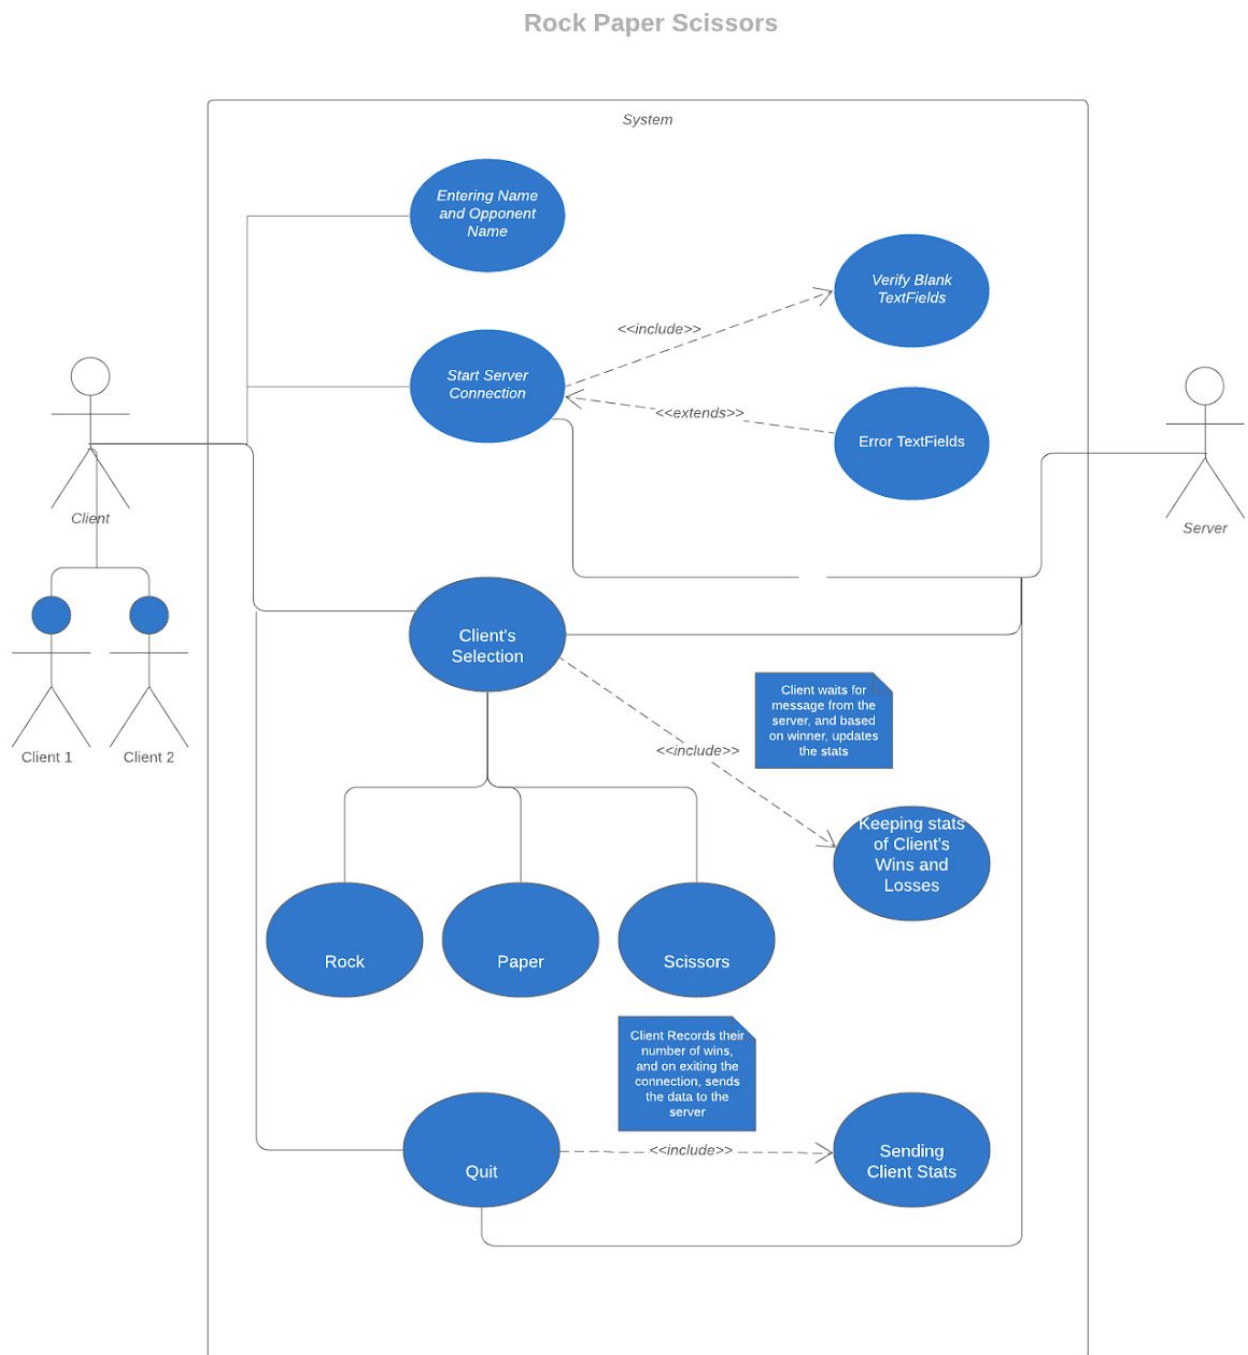 Rock Paper Scissors
System
Entering Name
and Opponent
Name
Verify Blank
TextFields
<<include>>
Start Server
Connection
<<extends>>
Error TextFields
Client
Server
Client 1
Client 2
Client's
Selection
Client waits for
message from the
server, and based
on winner, updates
the stats
<<include>>
Keeping stats
of Client's
Wins and
Losses
Rock
Paper
Scissors
Client Records their
number of wins,
and on exiting the
connection, sends
the data to the
server
Quit
<<include>>
Sending
Client Stats